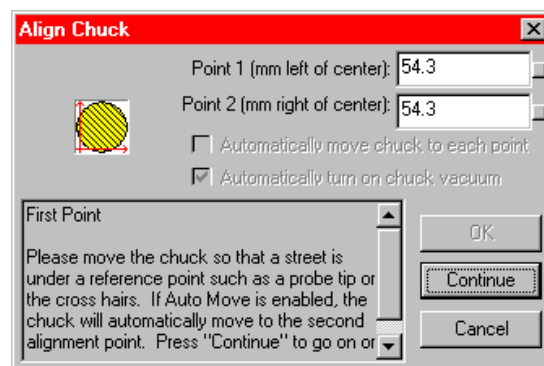 Align Chuck
Point 1 (mm left of center): 54.3
Point 2 (mm right of center): 54.3
Automatically move chuck to each point
Automatically turn on chuck vacuum
First Point
Please move the chuck so that a street is
under a reference point such as a probe tip or
the cross hairs. If Auto Move is enabled, the
chuck will automatically move to the second
alignment point. Press "Continue" to go on or
OK
Continue
Cancel